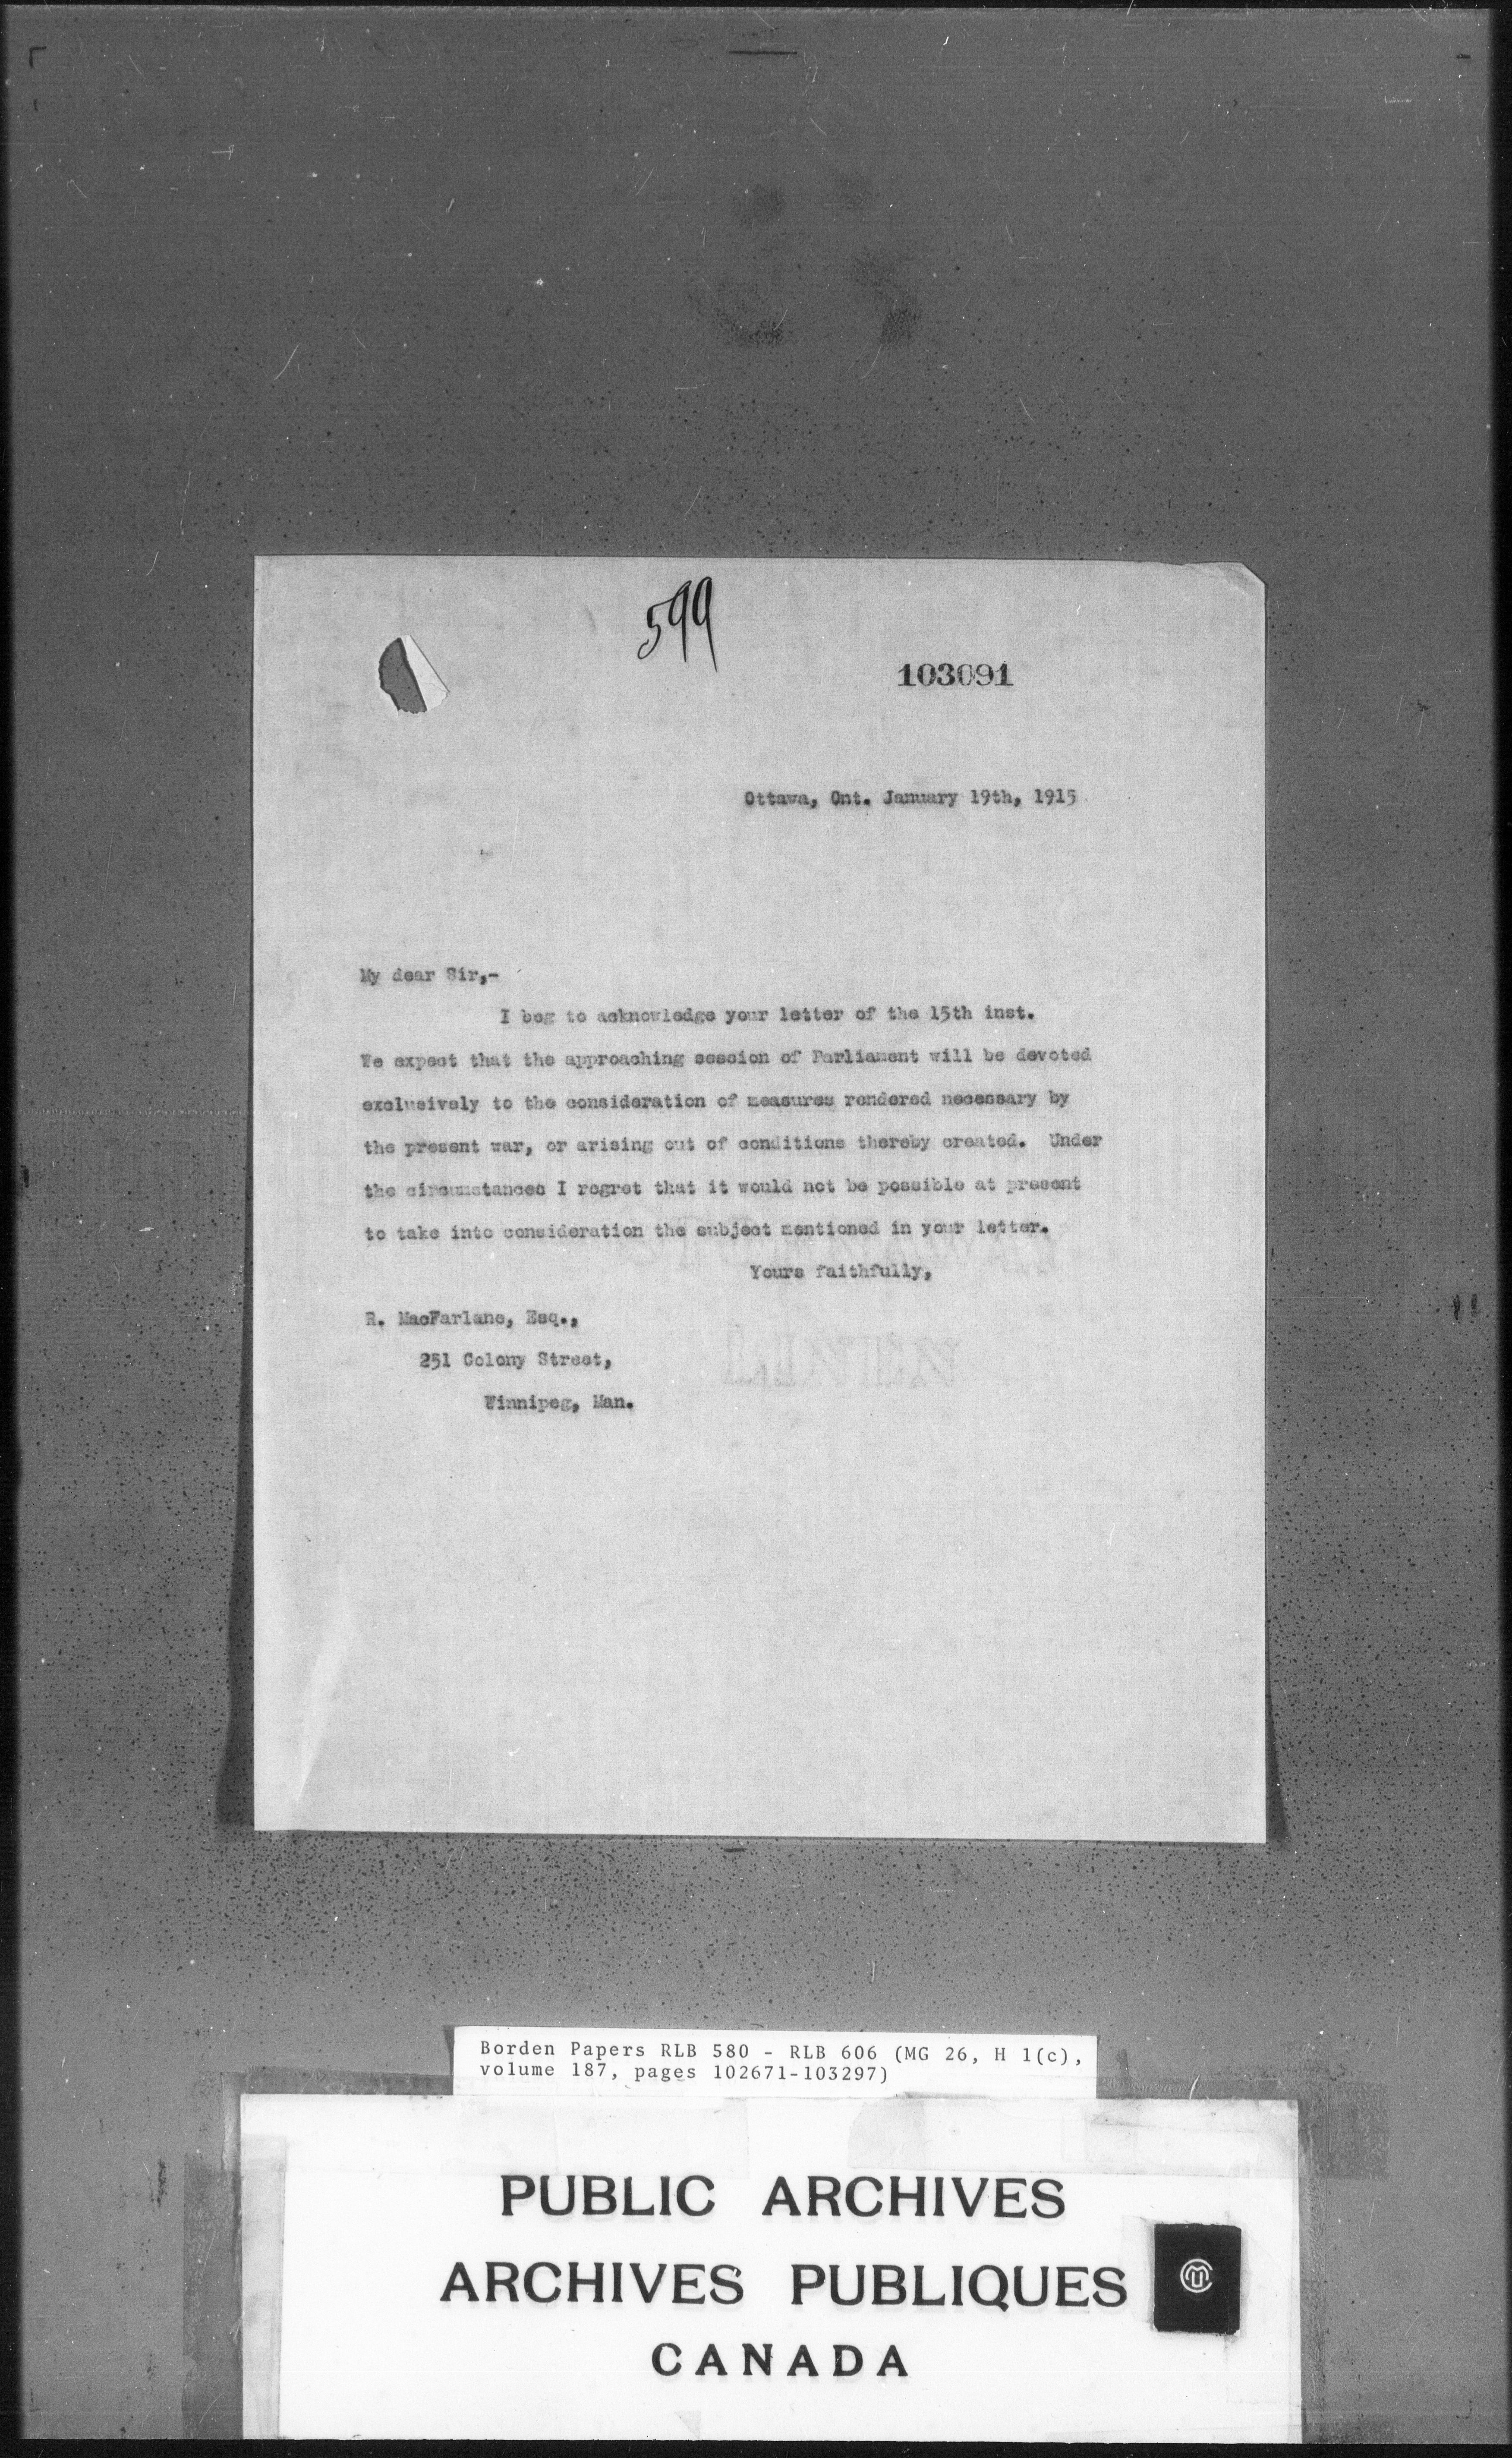 599
103091
Ottawa, Ont. January 19th, 1915
My dear Sir,-
I beg to acknowledge your letter of the 15th inst.
We expect that the approaching session of Parliament will be devoted
exclusively to the consideration of measures rendered necessary by
the present war, or arising out of conditions thereby created. Under
the circumstances I regret that it would not be possible at present
to take into consideration the subject mentioned in your letter.
Yours faithfully,
R. MacFarlane, Esq.,
251 Colony Street,
Winnipeg, Man.
Borden Papers RLB 580 - RLB 606 (MG 26, H 1(c),
volume 187, pages 102671-103297)
PUBLIC ARCHIVES
ARCHIVES PUBLIQUES
CANADA